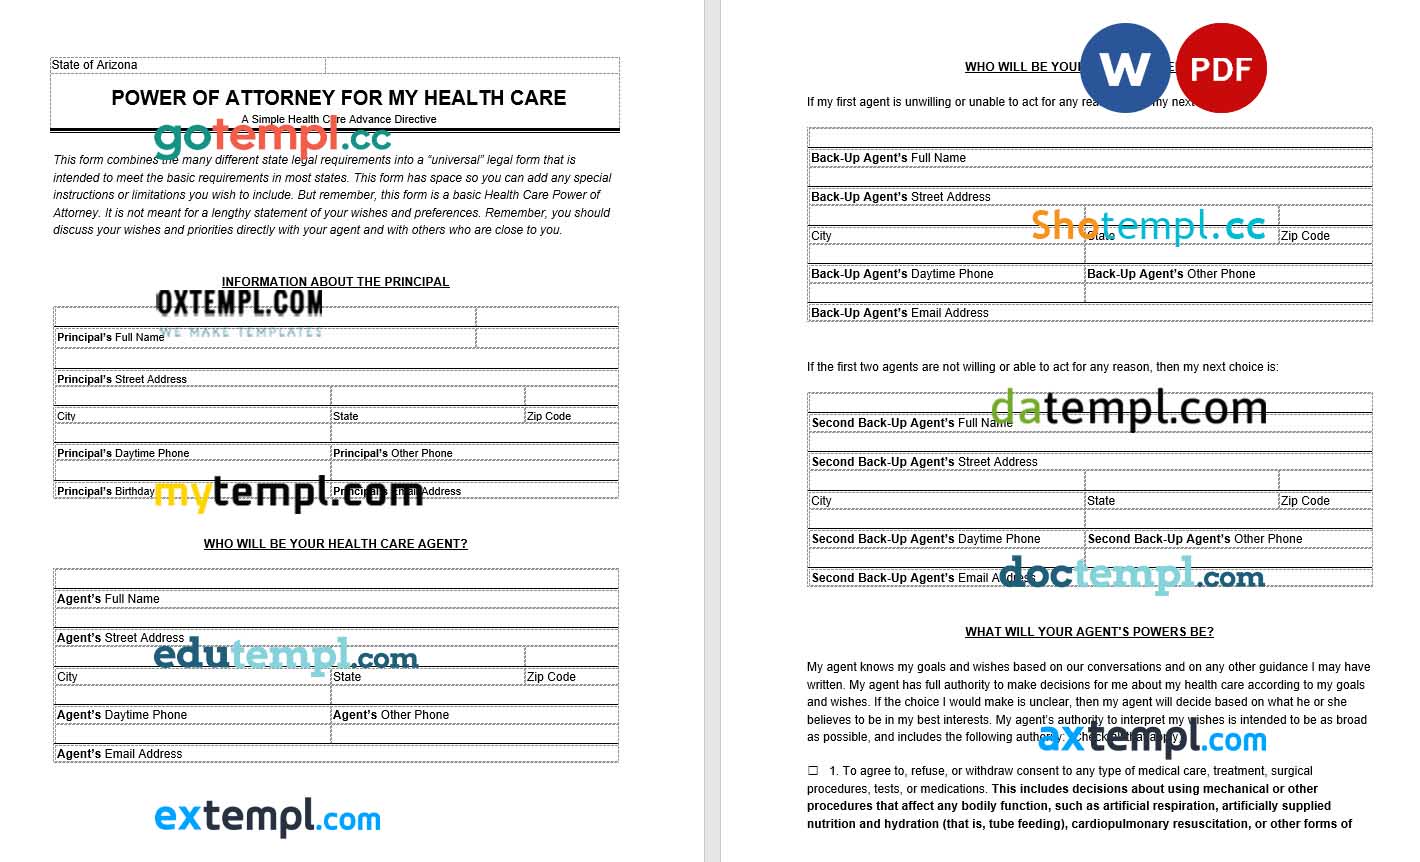 State of Arizona
POWER OF ATTORNEY FOR MY HEALTH CARE
A Simple Health Care Advance Directive
gotempl.cc
This form combines the many different state legal requirements into a “universal” legal form that is
intended to meet the basic requirements in most states. This form has space so you can add any special
instructions or limitations you wish to include. But remember, this form is a basic Health Care Power of
Attorney. It is not meant for a lengthy statement of your wishes and preferences. Remember, you should
discuss your wishes and priorities directly with your agent and with others who are close to you.
INFORMATION ABOUT THE PRINCIPAL
OXTEMPL.COM
WE MAKE TEMPLATES
Principal’s Full Name
Principal’s Street Address
City State Zip Code
Principal’s Daytime Phone Principal’s Other Phone
Principal’s Birthday Principal’s Email Address
mytempl.com
WHO WILL BE YOUR HEALTH CARE AGENT?
Agent’s Full Name
Agent’s Street Address
edutempl.com
City State Zip Code
Agent’s Daytime Phone Agent’s Other Phone
Agent’s Email Address
extempl.com
W PDF
WHO WILL BE YOUR
If my first agent is unwilling or unable to act for any my next
Back-Up Agent’s Full Name
Back-Up Agent’s Street Address
Shotempl.cc
City State Zip Code
Back-Up Agent’s Daytime Phone Back-Up Agent’s Other Phone
Back-Up Agent’s Email Address
If the first two agents are not willing or able to act for any reason, then my next choice is:
datempl.com
Second Back-Up Agent’s Full Name
Second Back-Up Agent’s Street Address
City State Zip Code
Second Back-Up Agent’s Daytime Phone Second Back-Up Agent’s Other Phone
Second Back-Up Agent’s Email Address
doctempl.com
WHAT WILL YOUR AGENT'S POWERS BE?
My agent knows my goals and wishes based on our conversations and on any other guidance I may have
written. My agent has full authority to make decisions for me about my health care according to my goals
and wishes. If the choice I would make is unclear, then my agent will decide based on what he or she
believes to be in my best interests. My agent’s authority to interpret my wishes is intended to be as broad
as possible, and includes the following authority: Check all that apply
axtempl.com
☐ 1. To agree to, refuse, or withdraw consent to any type of medical care, treatment, surgical
procedures, tests, or medications. This includes decisions about using mechanical or other
procedures that affect any bodily function, such as artificial respiration, artificially supplied
nutrition and hydration (that is, tube feeding), cardiopulmonary resuscitation, or other forms of